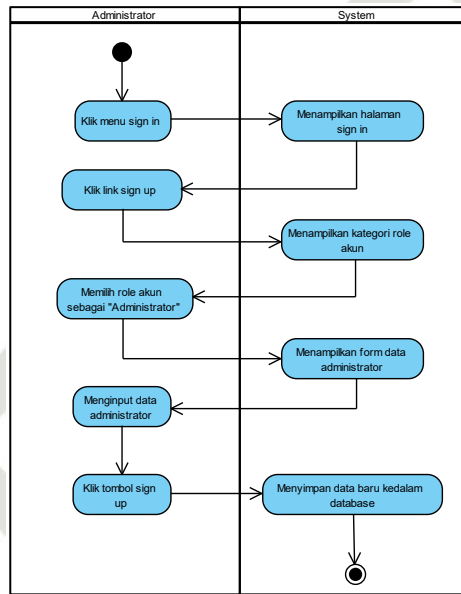 Administrator
System
Klik menu sign in
Menampilkan halaman
sign in
Klik link sign up
Menampilkan kategori role
akun
Memilih role akun
sebagai "Administrator"
Menampilkan form data
administrator
Menginput data
administrator
Klik tombol sign
up
Menyimpan data baru kedalam
database